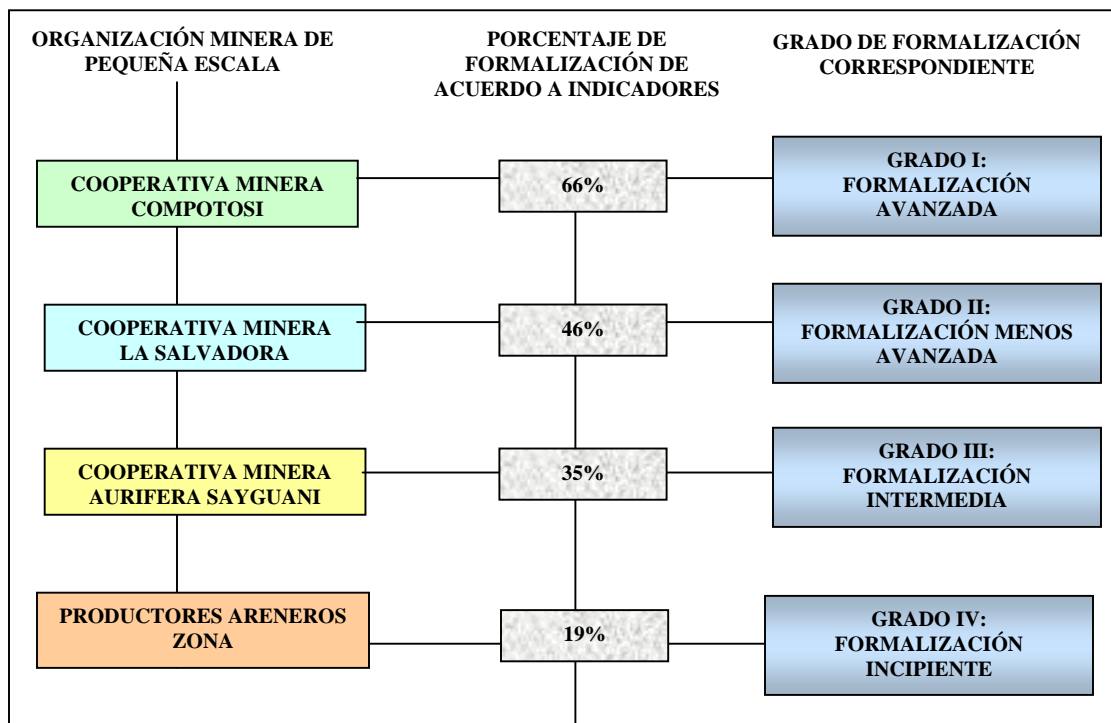 ORGANIZACIÓN MINERA DE
PEQUEÑA ESCALA
PORCENTAJE DE
FORMALIZACIÓN DE
ACUERDO A INDICADORES
GRADO DE FORMALIZACIÓN
CORRESPONDIENTE
COOPERATIVA MINERA
COMPOTOSI
66%
GRADO I:
FORMALIZACIÓN
AVANZADA
COOPERATIVA MINERA
LA SALVADORA
46%
GRADO II:
FORMALIZACIÓN MENOS
AVANZADA
COOPERATIVA MINERA
AURIFERA SAYGUANI
35%
GRADO III:
FORMALIZACIÓN
INTERMEDIA
PRODUCTORES ARENEROS
ZONA
19%
GRADO IV:
FORMALIZACIÓN
INCIPIENTE